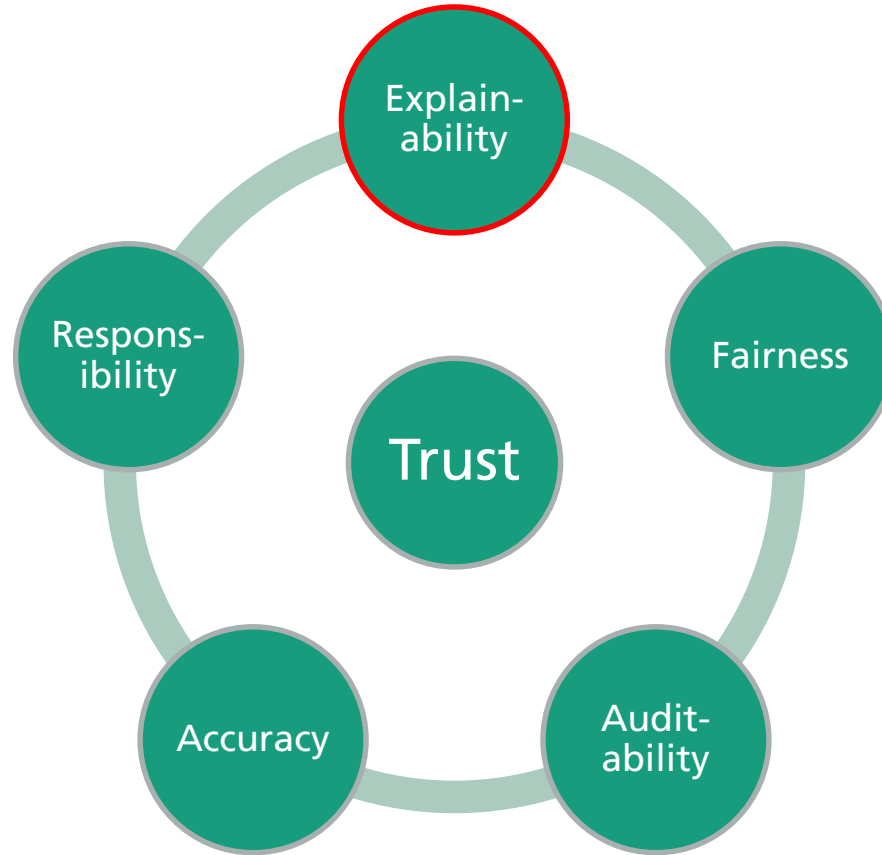 Explain-
ability
Respons-
ibility
Fairness
Trust
Accuracy
Audit-
ability